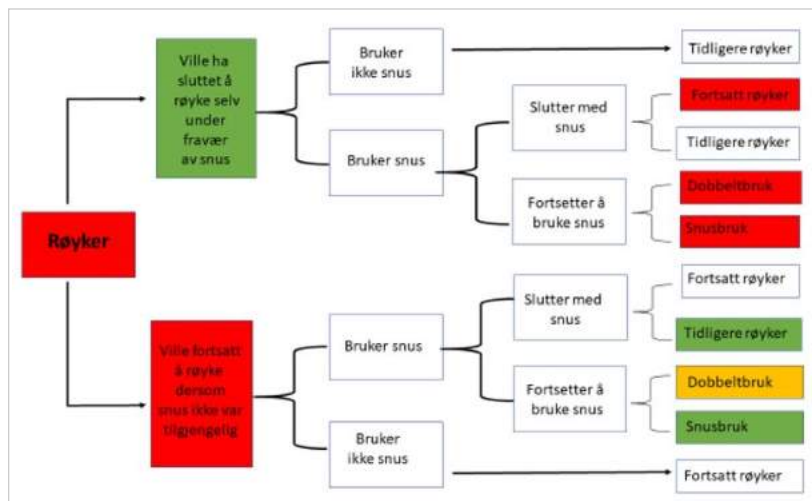 Røyker
Ville ha
sluttet å
røyke selv
under
fravær
av snus
Bruker
ikke snus
Tidligere røyker
Bruker snus
Slutter med
snus
Fortsatt røyker
Tidligere røyker
Fortsetter å
bruke snus
Dobbeltbruk
Snusbruk
Ville fortsatt
å røyke
dersom
snus ikke var
tilgjengelig
Bruker snus
Slutter med
snus
Fortsatt røyker
Tidligere røyker
Fortsetter å
bruke snus
Dobbeltbruk
Snusbruk
Bruker
ikke snus
Fortsatt røyker